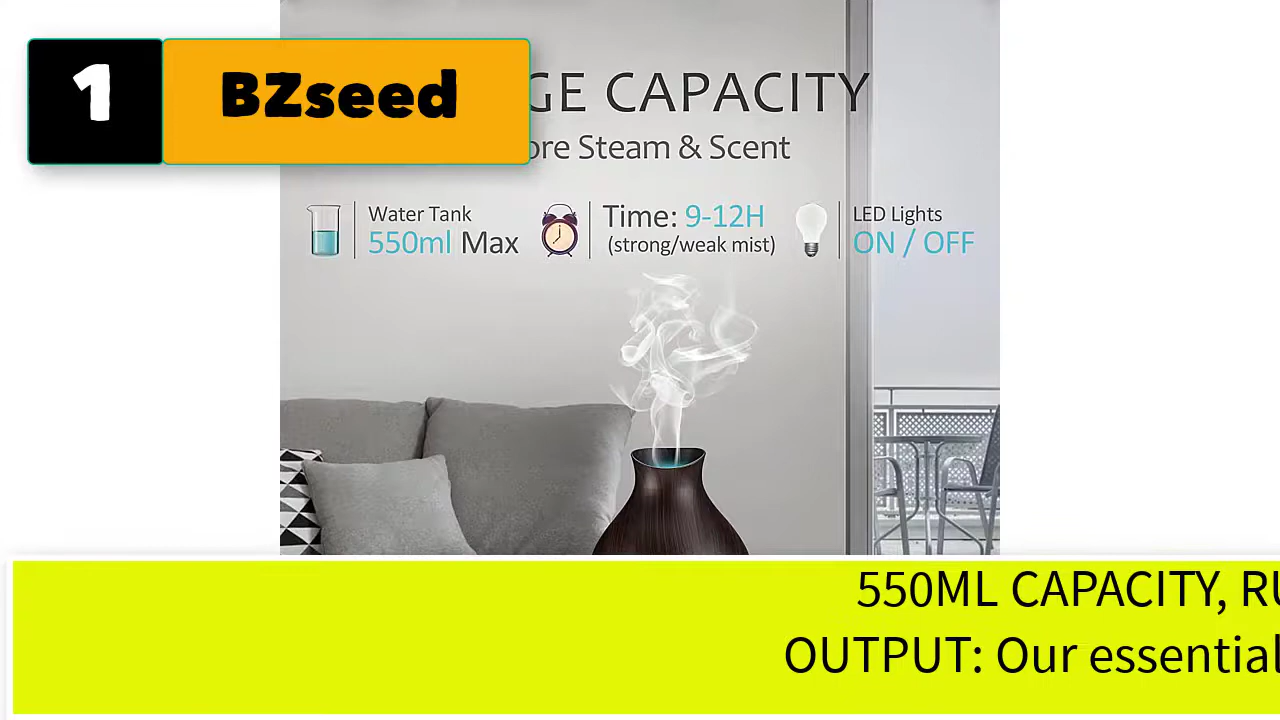 1
BZseed
GE CAPACITY
ore Steam & Scent
Water Tank
550ml Max
Time: 9-12H
(strong/weak mist)
LED Lights
ON / OFF
550ML CAPACITY, RU
OUTPUT: Our essential